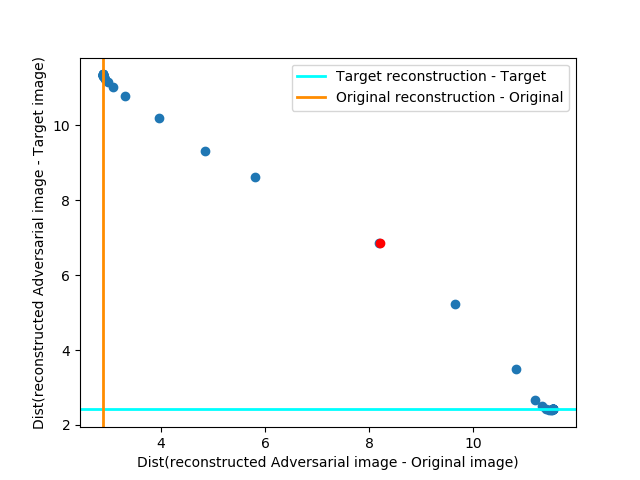 Target reconstruction - Target
Original reconstruction - Original
Dist(reconstructed Adversarial image - Target image)
10
8
6
4
2
4
6
8
10
Dist(reconstructed Adversarial image - Original image)